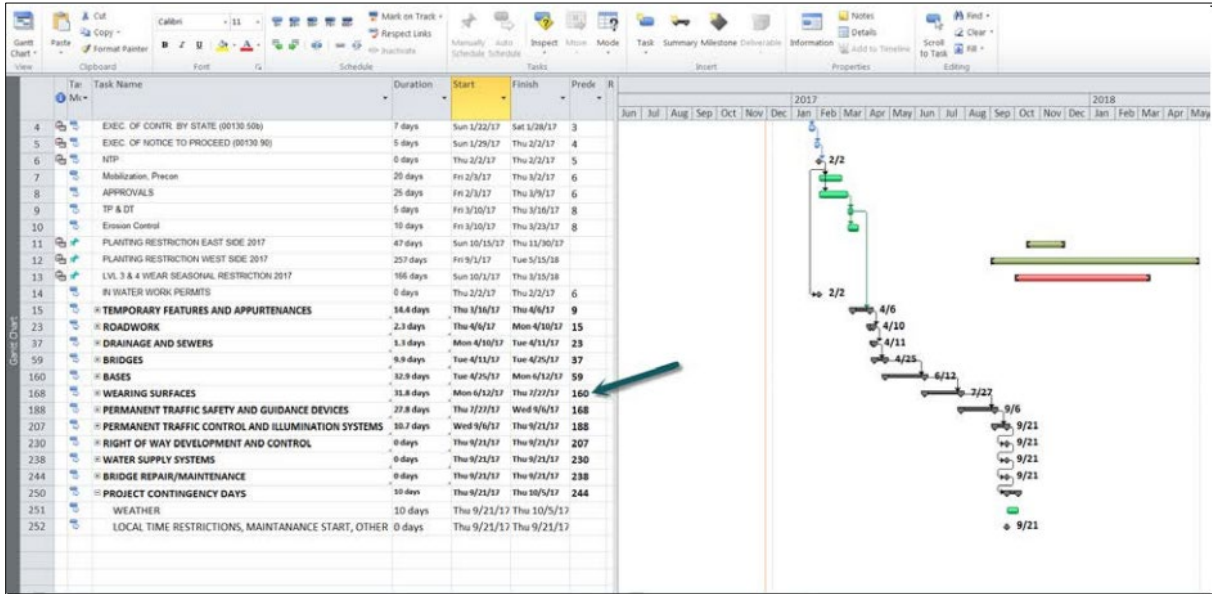 Cut
Copy
Format Painter
Paste
Gantt Chart
View
Clipboard
Calibri 11
B I U A
Font
Mark on Track
Respect Links
Inactivate
Schedule
Manually Schedule
Auto Schedule
Inspect Move Mode
Tasks
Task Summary Milestone Deliverable
Insert
Information
Notes
Details
Add to Timeline
Properties
Scroll to Task
Find
Clear
Fill
Editing
Task Name Duration Start Finish Prede R
2017 2018
Jun Jul Aug Sep Oct Nov Dec Jan Feb Mar Apr May Jun Jul Aug Sep Oct Nov Dec Jan Feb Mar Apr May
4 EXEC. OF CONTR. BY STATE (00130.50b) 7 days Sun 1/22/17 Sat 1/28/17 3
5 EXEC. OF NOTICE TO PROCEED (00130.90) 5 days Sun 1/29/17 Thu 2/2/17 4
6 NTP 0 days Thu 2/2/17 Thu 2/2/17 5 2/2
7 Mobilization, Precon 20 days Fri 2/3/17 Thu 3/2/17 6
8 APPROVALS 25 days Fri 2/3/17 Thu 3/9/17 6
9 TP & DT 5 days Fri 3/10/17 Thu 3/16/17 8
10 Erosion Control 10 days Fri 3/10/17 Thu 3/23/17 8
11 PLANTING RESTRICTION EAST SIDE 2017 47 days Sun 10/15/17 Thu 11/30/17
12 PLANTING RESTRICTION WEST SIDE 2017 257 days Fri 9/1/17 Tue 5/15/18
13 LVL 3 & 4 WEAR SEASONAL RESTRICTION 2017 166 days Sun 10/1/17 Thu 3/15/18
14 IN WATER WORK PERMITS 0 days Thu 2/2/17 Thu 2/2/17 6 2/2
15 TEMPORARY FEATURES AND APPURTENANCES 14.4 days Thu 3/16/17 Thu 4/6/17 9 4/6
23 ROADWORK 2.3 days Thu 4/6/17 Mon 4/10/17 15 4/10
37 DRAINAGE AND SEWERS 1.3 days Mon 4/10/17 Tue 4/11/17 23 4/11
59 BRIDGES 9.9 days Tue 4/11/17 Tue 4/25/17 37 4/25
160 BASES 32.9 days Tue 4/25/17 Mon 6/12/17 59 6/12
168 WEARING SURFACES 31.8 days Mon 6/12/17 Thu 7/27/17 160 7/27
188 PERMANENT TRAFFIC SAFETY AND GUIDANCE DEVICES 27.8 days Thu 7/27/17 Wed 9/6/17 168 9/6
207 PERMANENT TRAFFIC CONTROL AND ILLUMINATION SYSTEMS 10.7 days Wed 9/6/17 Thu 9/21/17 188 9/21
230 RIGHT OF WAY DEVELOPMENT AND CONTROL 0 days Thu 9/21/17 Thu 9/21/17 207 9/21
238 WATER SUPPLY SYSTEMS 0 days Thu 9/21/17 Thu 9/21/17 230 9/21
244 BRIDGE REPAIR/MAINTENANCE 0 days Thu 9/21/17 Thu 9/21/17 238 9/21
250 PROJECT CONTINGENCY DAYS 10 days Thu 9/21/17 Thu 10/5/17 244
251 WEATHER 10 days Thu 9/21/17 Thu 10/5/17
252 LOCAL TIME RESTRICTIONS, MAINTANANCE START, OTHER 0 days Thu 9/21/17 Thu 9/21/17 9/21
Gantt Chart